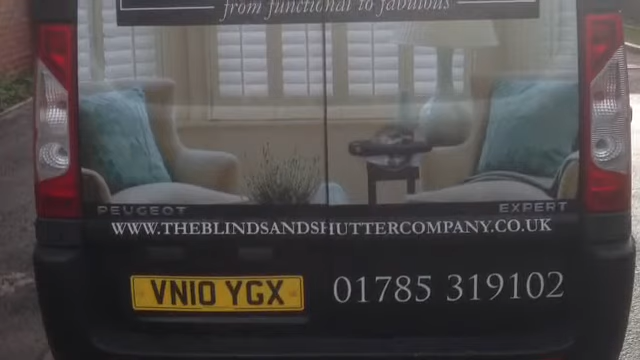 from functional to fabulous
PEUGEOT EXPERT
WWW.THEBLINDSANDSHUTTERCOMPANY.CO.UK
VN10 YGX 01785 319102